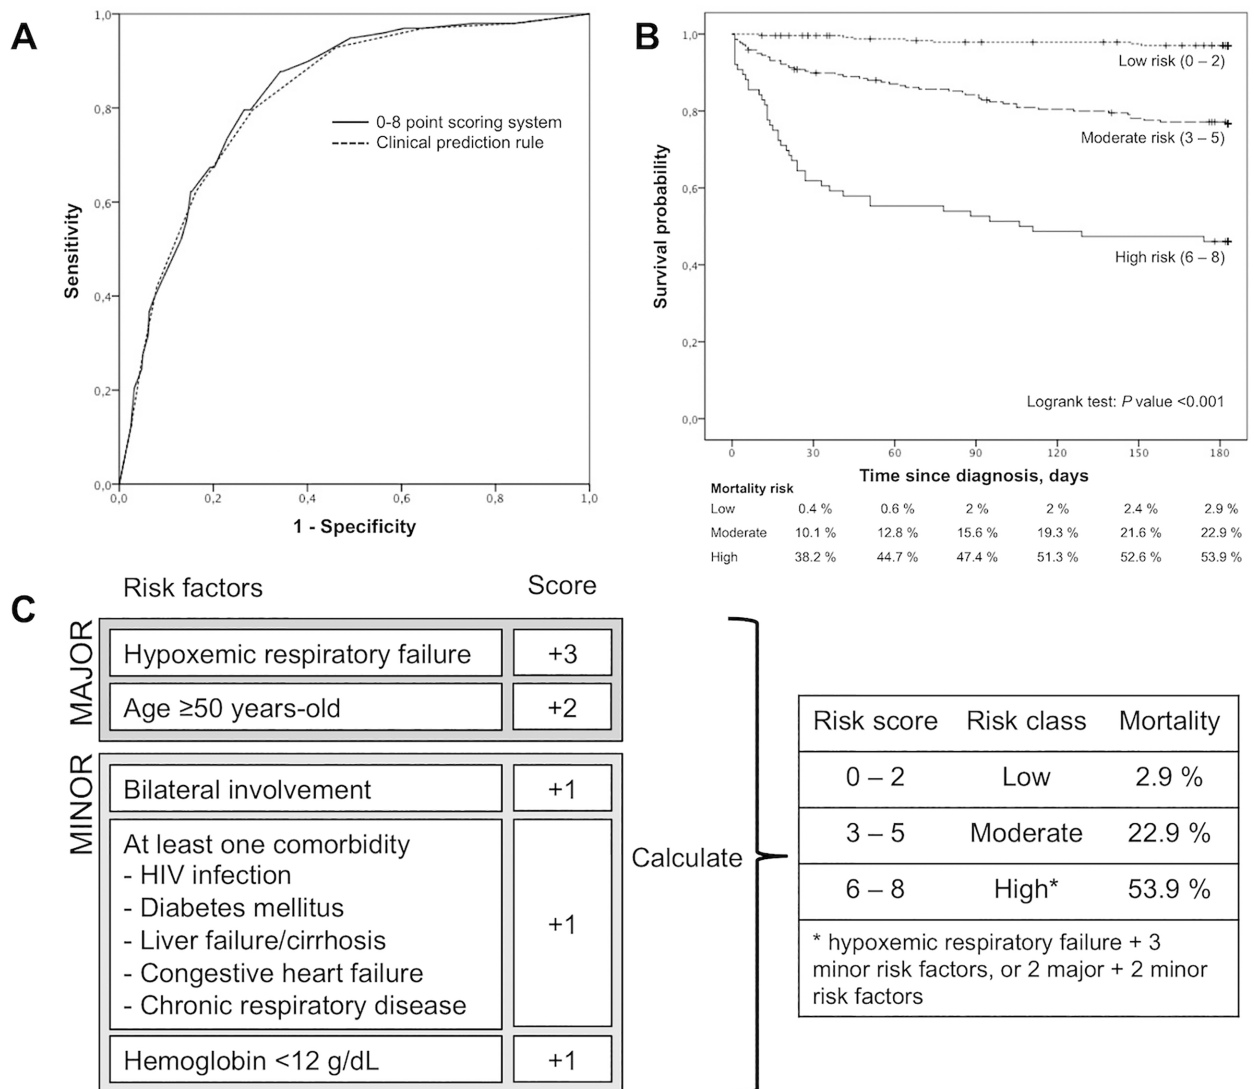 A
1,0
0,8
0,6
0,4
0,2
0,0
Sensitivity
0-8 point scoring system
Clinical prediction rule
0,0 0,2 0,4 0,6 0,8 1,0
1 - Specificity
B
1,0
0,8
0,6
0,4
0,2
0,0
Survival probability
Low risk (0 – 2)
Moderate risk (3 – 5)
High risk (6 – 8)
Logrank test: P value <0.001
0 30 60 90 120 150 180
Time since diagnosis, days
Mortality risk
Low 0.4 % 0.6 % 2 % 2 % 2.4 % 2.9 %
Moderate 10.1 % 12.8 % 15.6 % 19.3 % 21.6 % 22.9 %
High 38.2 % 44.7 % 47.4 % 51.3 % 52.6 % 53.9 %
C
Risk factors Score
MAJOR
Hypoxemic respiratory failure +3
Age ≥50 years-old +2
MINOR
Bilateral involvement +1
At least one comorbidity
- HIV infection
- Diabetes mellitus
- Liver failure/cirrhosis
- Congestive heart failure
- Chronic respiratory disease
+1
Hemoglobin <12 g/dL +1
Calculate
Risk score Risk class Mortality
0 – 2 Low 2.9 %
3 – 5 Moderate 22.9 %
6 – 8 High* 53.9 %
* hypoxemic respiratory failure + 3
minor risk factors, or 2 major + 2 minor
risk factors